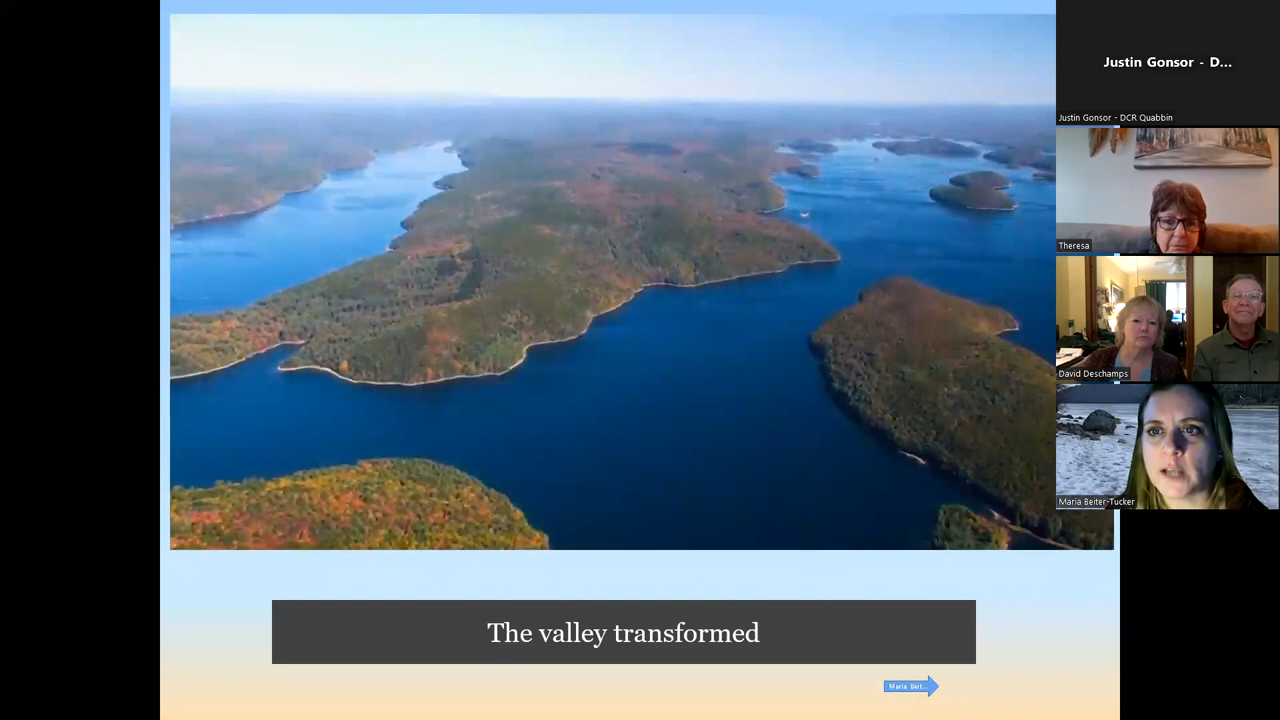 Justin Gonsor - D...
Justin Gonsor - DCR Quabbin
Theresa
David Deschamps
Maria Beiter-Tucker
The valley transformed
Maria Beit...